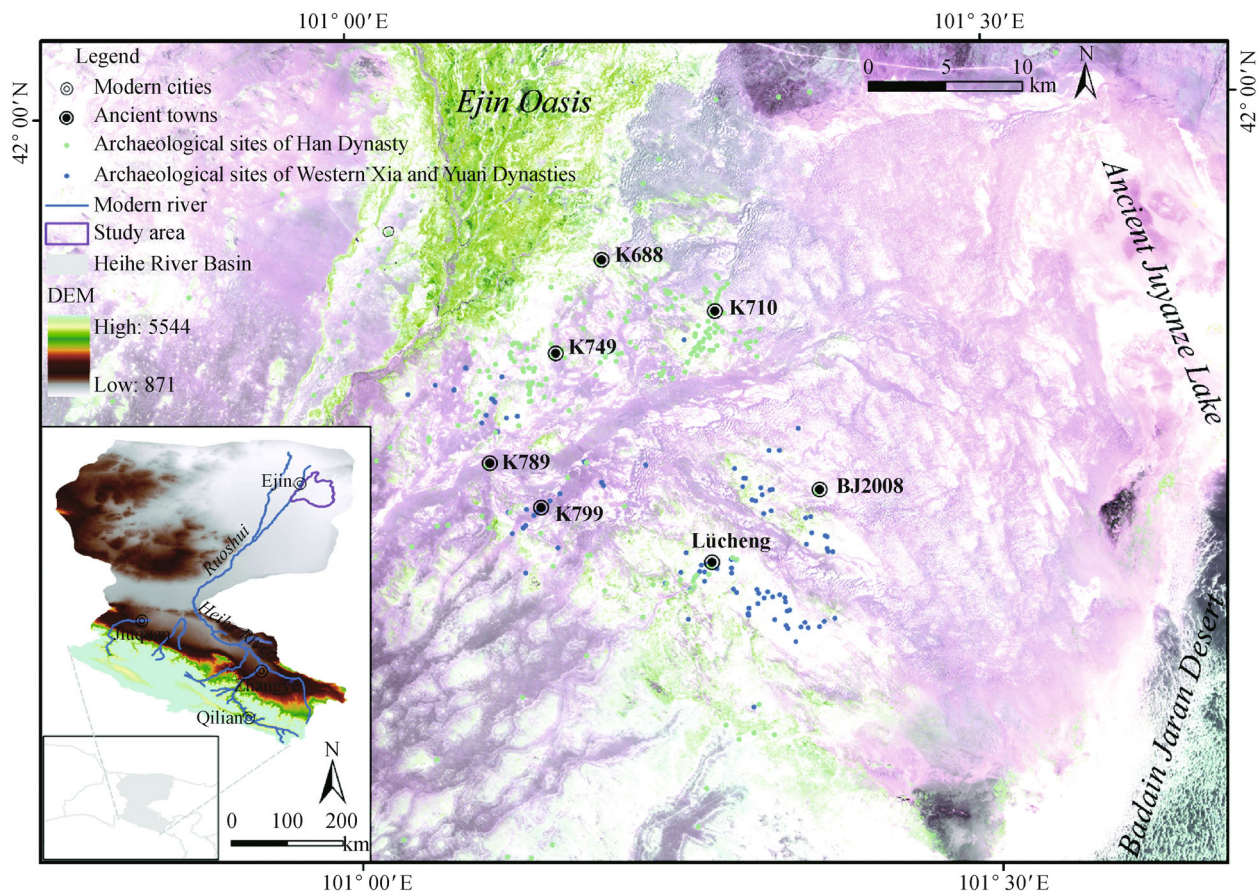 101° 00′E
101° 30′E
Legend
Modern cities
Ancient towns
Archaeological sites of Han Dynasty
Archaeological sites of Western Xia and Yuan Dynasties
Modern river
Study area
Heihe River Basin
DEM
High: 5544
Low: 871
42° 00′N
42° 00′N
Ejin Oasis
0 5 10
km
N
Ancient Juyanze Lake
K688
K710
K749
K789
K799
BJ2008
Lücheng
Badain Jaran Desert
Ejin
Ruoshui
Qilian
N
0 100 200
km
101° 00′E
101° 30′E